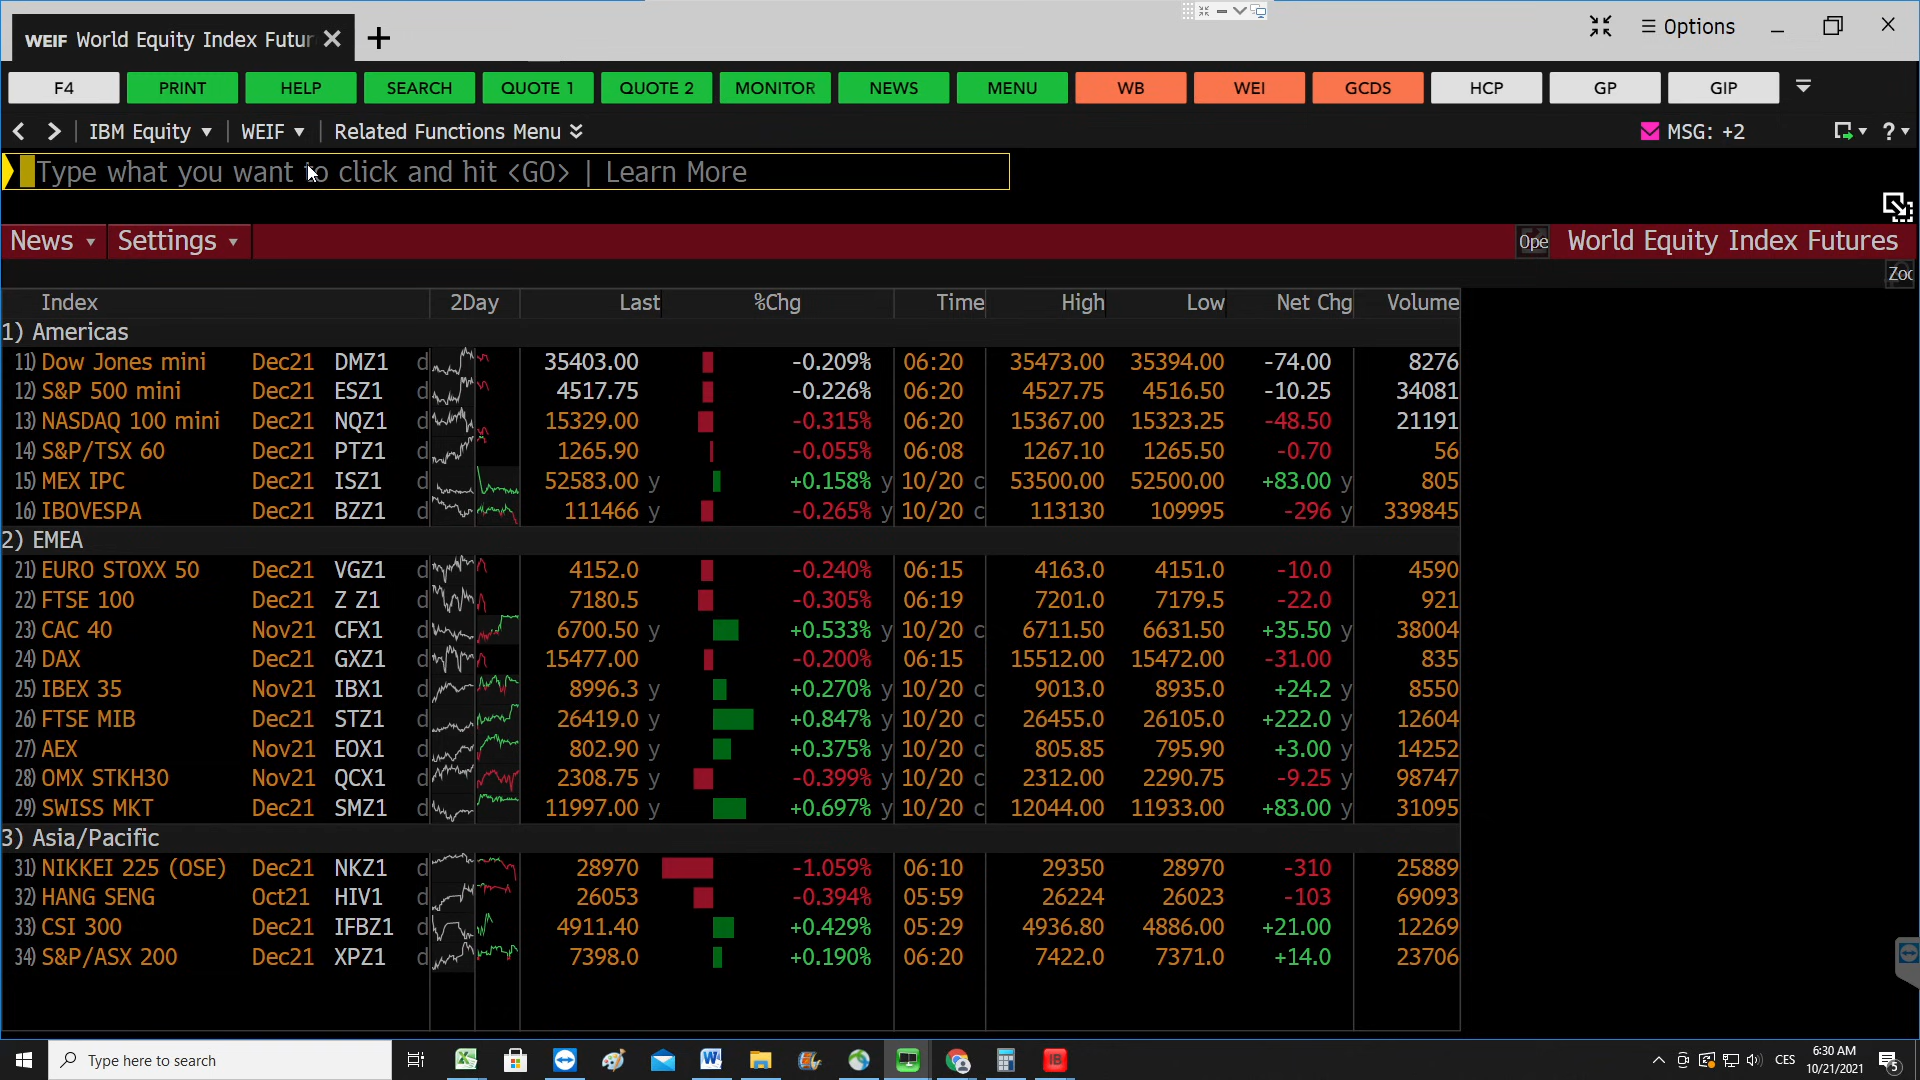 WEIF World Equity Index Futur
Options
F4 PRINT HELP SEARCH QUOTE 1 QUOTE 2 MONITOR NEWS MENU WB WEI GCDS HCP GP GIP
IBM Equity WEIF Related Functions Menu MSG: +2 ?
Type what you want to click and hit <GO> | Learn More
News Settings Ope World Equity Index Futures
Zoo
Index 2Day Last %Chg Time High Low Net Chg Volume
1) Americas
11) Dow Jones mini Dec21 DMZ1 d 35403.00 -0.209% 06:20 35473.00 35394.00 -74.00 8276
12) S&P 500 mini Dec21 ESZ1 d 4517.75 -0.226% 06:20 4527.75 4516.50 -10.25 34081
13) NASDAQ 100 mini Dec21 NQZ1 d 15329.00 -0.315% 06:20 15367.00 15323.25 -48.50 21191
14) S&P/TSX 60 Dec21 PTZ1 d 1265.90 -0.055% 06:08 1267.10 1265.50 -0.70 56
15) MEX IPC Dec21 ISZ1 d 52583.00 y +0.158% y 10/20 c 53500.00 52500.00 +83.00 y 805
16) IBOVESPA Dec21 BZZ1 d 111466 y -0.265% y 10/20 c 113130 109995 -296 y 339845
2) EMEA
21) EURO STOXX 50 Dec21 VGZ1 d 4152.0 -0.240% 06:15 4163.0 4151.0 -10.0 4590
22) FTSE 100 Dec21 Z Z1 d 7180.5 -0.305% 06:19 7201.0 7179.5 -22.0 921
23) CAC 40 Nov21 CFX1 d 6700.50 y +0.533% y 10/20 c 6711.50 6631.50 +35.50 y 38004
24) DAX Dec21 GXZ1 d 15477.00 -0.200% 06:15 15512.00 15472.00 -31.00 835
25) IBEX 35 Nov21 IBX1 d 8996.3 y +0.270% y 10/20 c 9013.0 8935.0 +24.2 y 8550
26) FTSE MIB Dec21 STZ1 d 26419.0 y +0.847% y 10/20 c 26455.0 26105.0 +222.0 y 12604
27) AEX Nov21 EOX1 d 802.90 y +0.375% y 10/20 c 805.85 795.90 +3.00 y 14252
28) OMX STKH30 Nov21 QCX1 d 2308.75 y -0.399% y 10/20 c 2312.00 2290.75 -9.25 y 98747
29) SWISS MKT Dec21 SMZ1 d 11997.00 y +0.697% y 10/20 c 12044.00 11933.00 +83.00 y 31095
3) Asia/Pacific
31) NIKKEI 225 (OSE) Dec21 NKZ1 d 28970 -1.059% 06:10 29350 28970 -310 25889
32) HANG SENG Oct21 HIV1 d 26053 -0.394% 05:59 26224 26023 -103 69093
33) CSI 300 Dec21 IFBZ1 d 4911.40 +0.429% 05:29 4936.80 4886.00 +21.00 12269
34) S&P/ASX 200 Dec21 XPZ1 d 7398.0 +0.190% 06:20 7422.0 7371.0 +14.0 23706
Type here to search IB CES 6:30 AM 5
10/21/2021